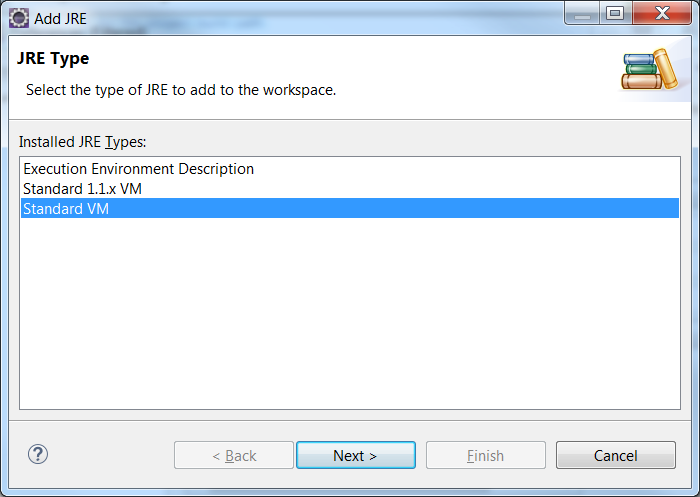 Add JRE
JRE Type
Select the type of JRE to add to the workspace.
Installed JRE Types:
Execution Environment Description
Standard 1.1.x VM
Standard VM
?
< Back
Next >
Finish
Cancel